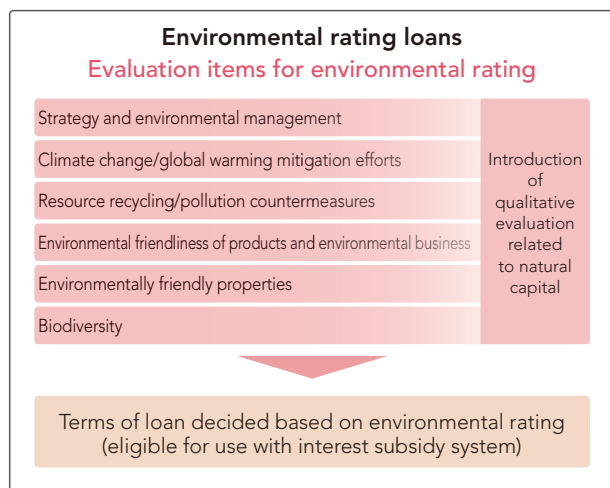 Environmental rating loans
Evaluation items for environmental rating
Strategy and environmental management
Climate change/global warming mitigation efforts
Resource recycling/pollution countermeasures
Environmental friendliness of products and environmental business
Environmentally friendly properties
Biodiversity
Introduction
of
qualitative
evaluation
related
to natural
capital
Terms of loan decided based on environmental rating
(eligible for use with interest subsidy system)